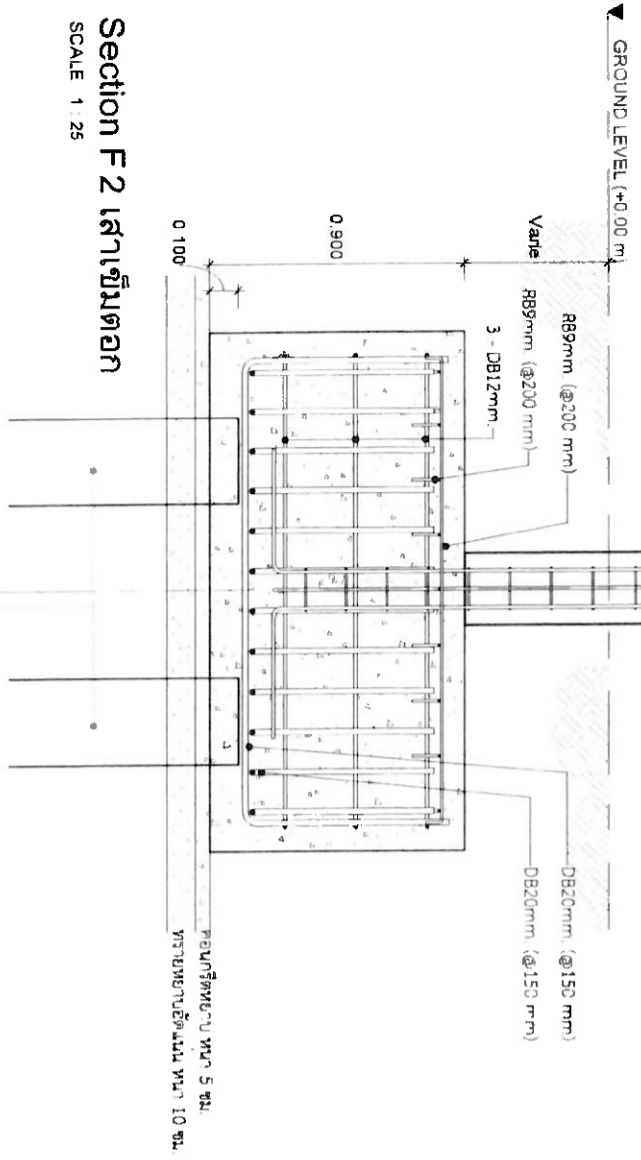 GROUND LEVEL (+0.00 m)
Varie
0.900
0.100
RB9mm (@200 mm)
RB9mm (@200 mm)
3 - DB12mm.
DB20mm. (@150 mm)
DB20mm. (@150 mm)
คอนกรีตหยาบ หนา 5 ซม.
ทรายหยาบอัดแน่น หนา 10 ซม.
Section F2 เสาเข็มตอก
SCALE 1 : 25